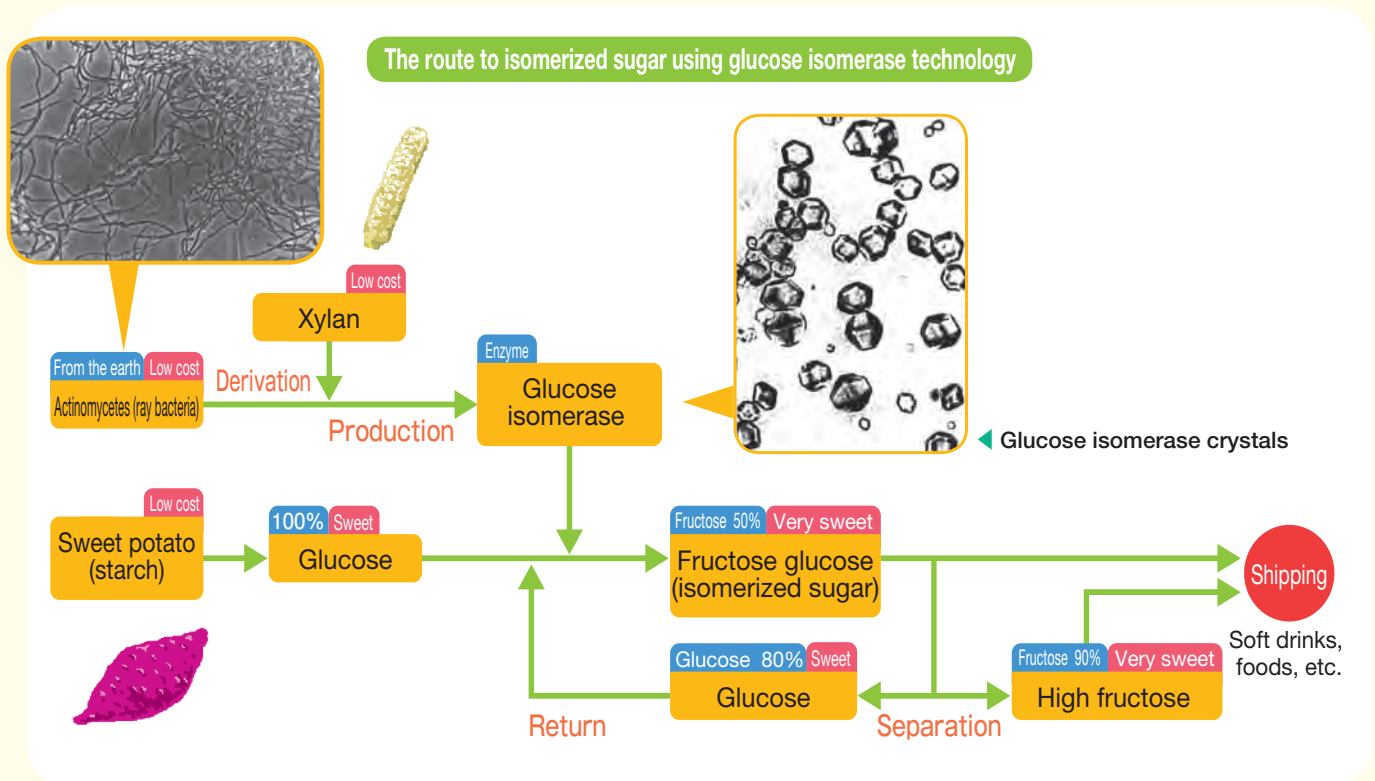 The route to isomerized sugar using glucose isomerase technology
Low cost
Xylan
From the earth Low cost
Actinomycetes (ray bacteria)
Derivation
Production
Enzyme
Glucose
isomerase
Glucose isomerase crystals
Low cost
Sweet potato
(starch)
100% Sweet
Glucose
Fructose 50% Very sweet
Fructose glucose
(isomerized sugar)
Shipping
Soft drinks,
foods, etc.
Glucose 80% Sweet
Glucose
Return
Separation
Fructose 90% Very sweet
High fructose